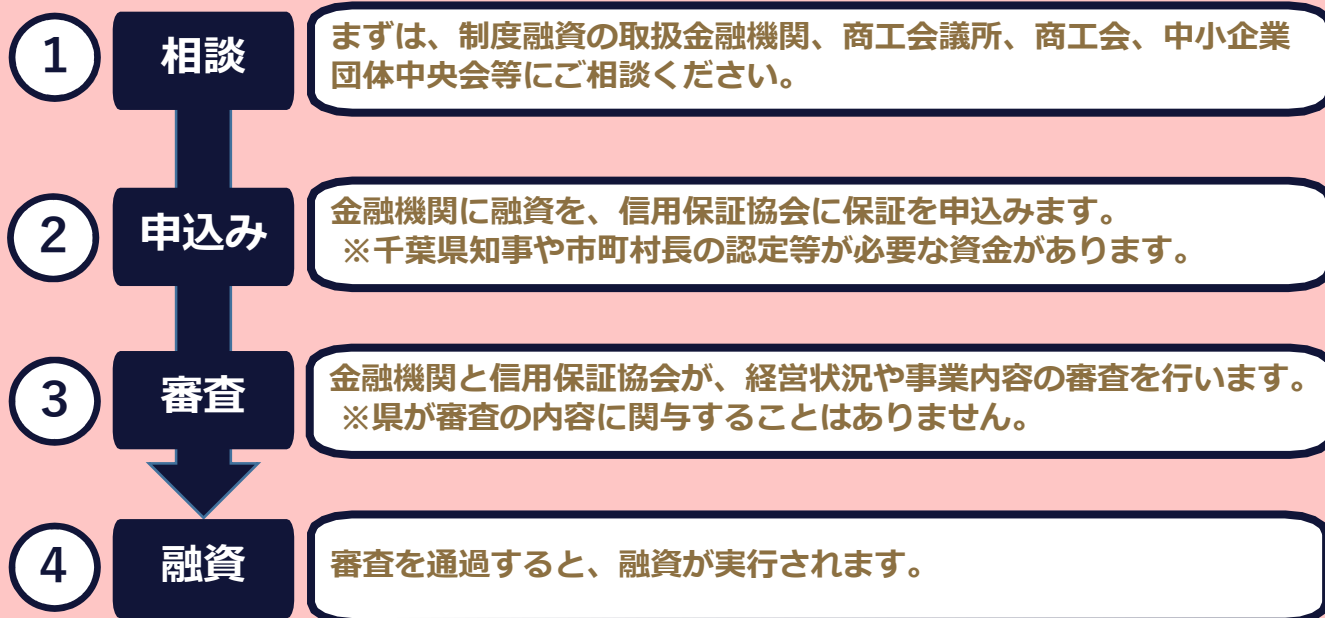 1
相談
まずは、制度融資の取扱金融機関、商工会議所、商工会、中小企業
団体中央会等にご相談ください。
2
申込み
金融機関に融資を、信用保証協会に保証を申込みます。
※千葉県知事や市町村長の認定等が必要な資金があります。
3
審査
金融機関と信用保証協会が、経営状況や事業内容の審査を行います。
※県が審査の内容に関与することはありません。
4
融資
審査を通過すると、融資が実行されます。